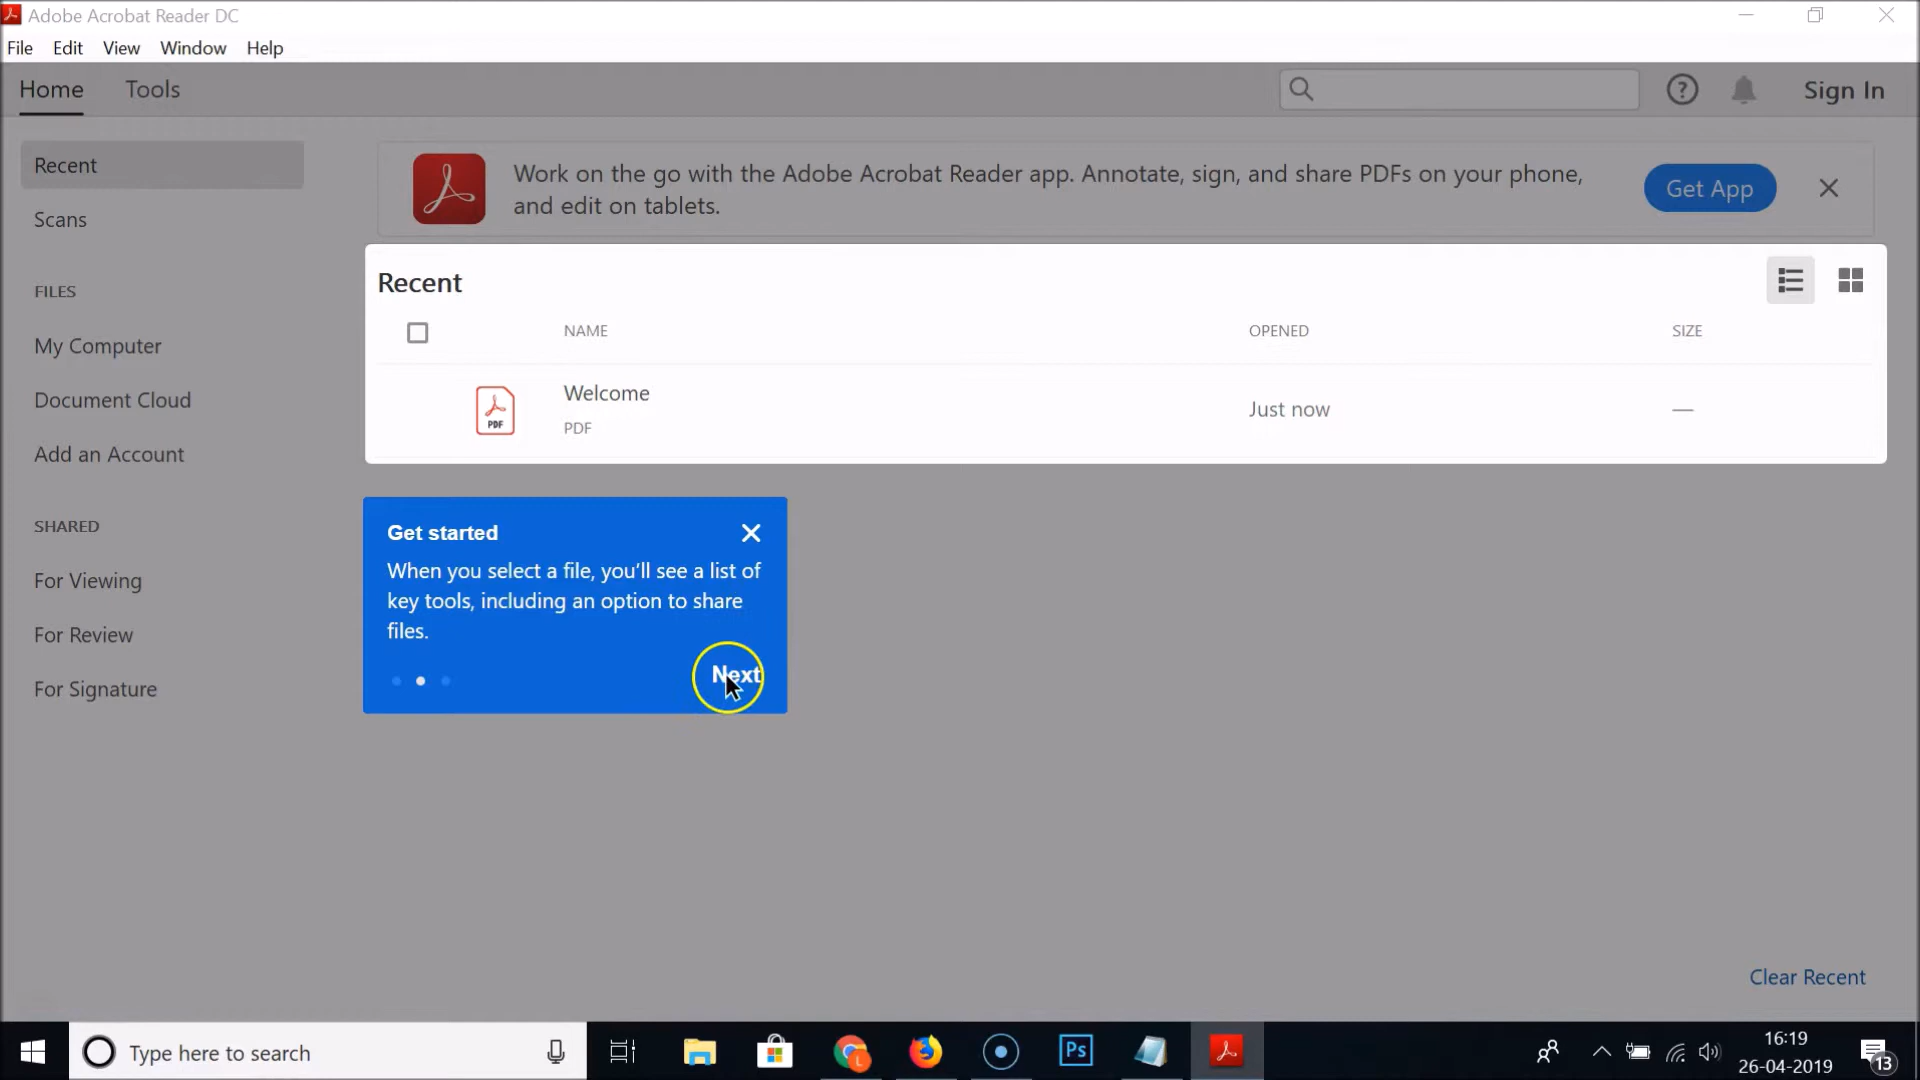 Adobe Acrobat Reader DC
File Edit View Window Help
Home Tools
Sign In
Recent
Scans
FILES
My Computer
Document Cloud
Add an Account
SHARED
For Viewing
For Review
For Signature
Work on the go with the Adobe Acrobat Reader app. Annotate, sign, and share PDFs on your phone,
and edit on tablets.
Get App
Recent
NAME OPENED SIZE
Welcome
PDF
PDF
Just now —
Get started
When you select a file, you'll see a list of
key tools, including an option to share
files.
Next
Clear Recent
Type here to search
Ps
L
16:19
26-04-2019
13